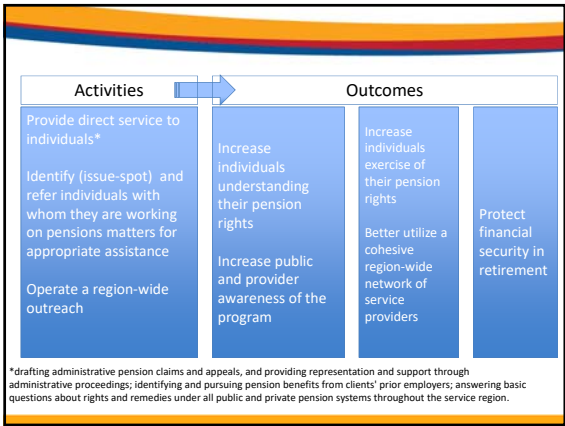 Activities
Outcomes
Provide direct service to
individuals*
Identify (issue-spot) and
refer individuals with
whom they are working
on pensions matters for
appropriate assistance
Operate a region-wide
outreach
Increase
individuals
understanding
their pension
rights
Increase public
and provider
awareness of the
program
Increase
individuals
exercise of
their pension
rights
Better utilize a
cohesive
region-wide
network of
service
providers
Protect
financial
security in
retirement
*drafting administrative pension claims and appeals, and providing representation and support through
administrative proceedings; identifying and pursuing pension benefits from clients' prior employers; answering basic
questions about rights and remedies under all public and private pension systems throughout the service region.